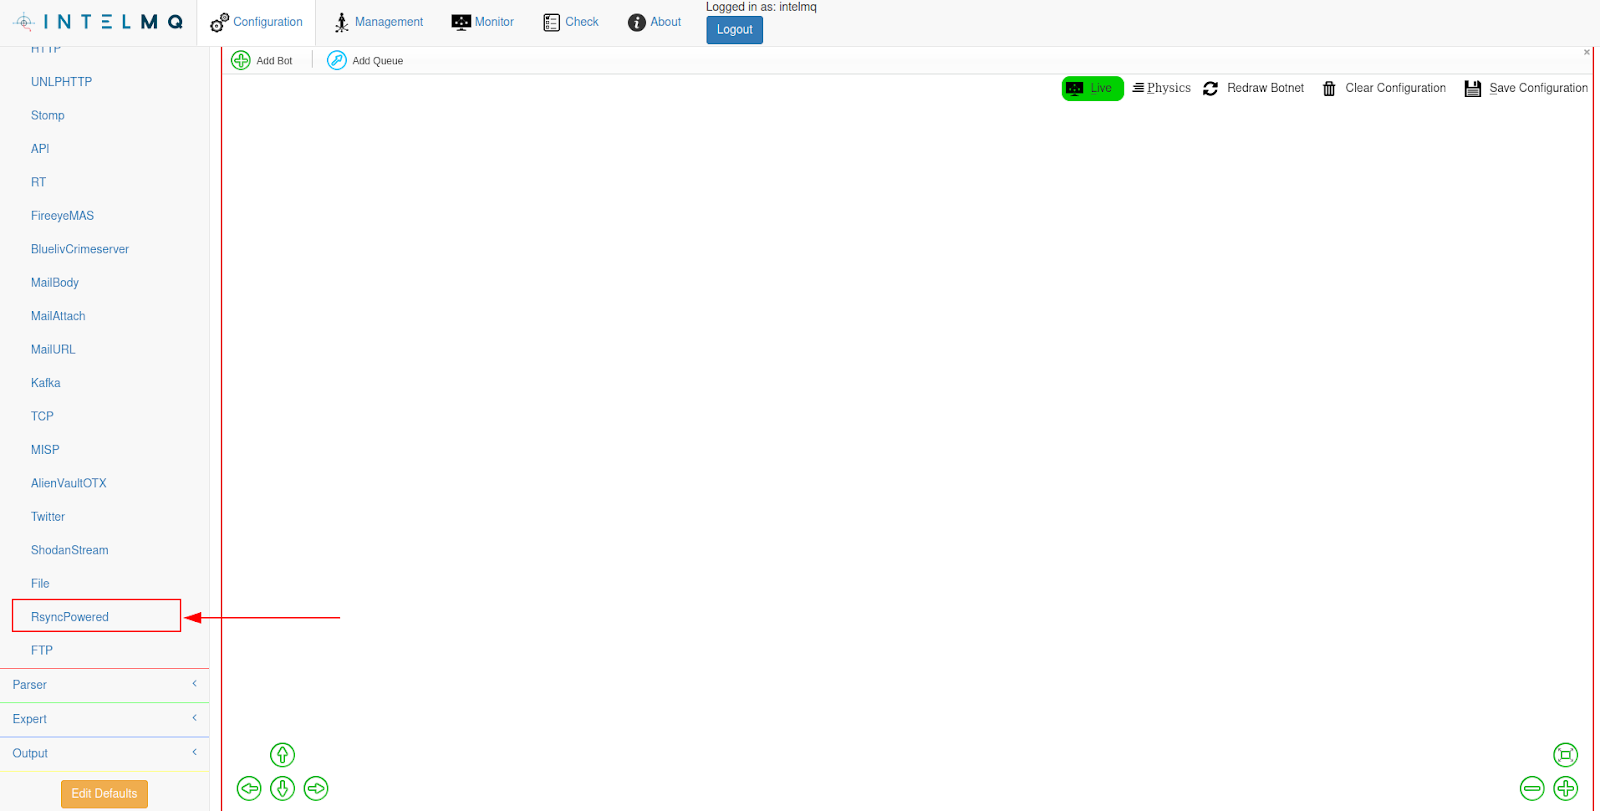 INTELMQ
Configuration
Management
Monitor
Check
About
Logged in as: intelmq
Logout
HTTP
UNLPHTTP
Stomp
API
RT
FireeyeMAS
BluelivCrimeserver
MailBody
MailAttach
MailURL
Kafka
TCP
MISP
AlienVaultOTX
Twitter
ShodanStream
File
RsyncPowered
FTP
Parser
Expert
Output
Edit Defaults
Add Bot
Add Queue
Live
Physics
Redraw Botnet
Clear Configuration
Save Configuration